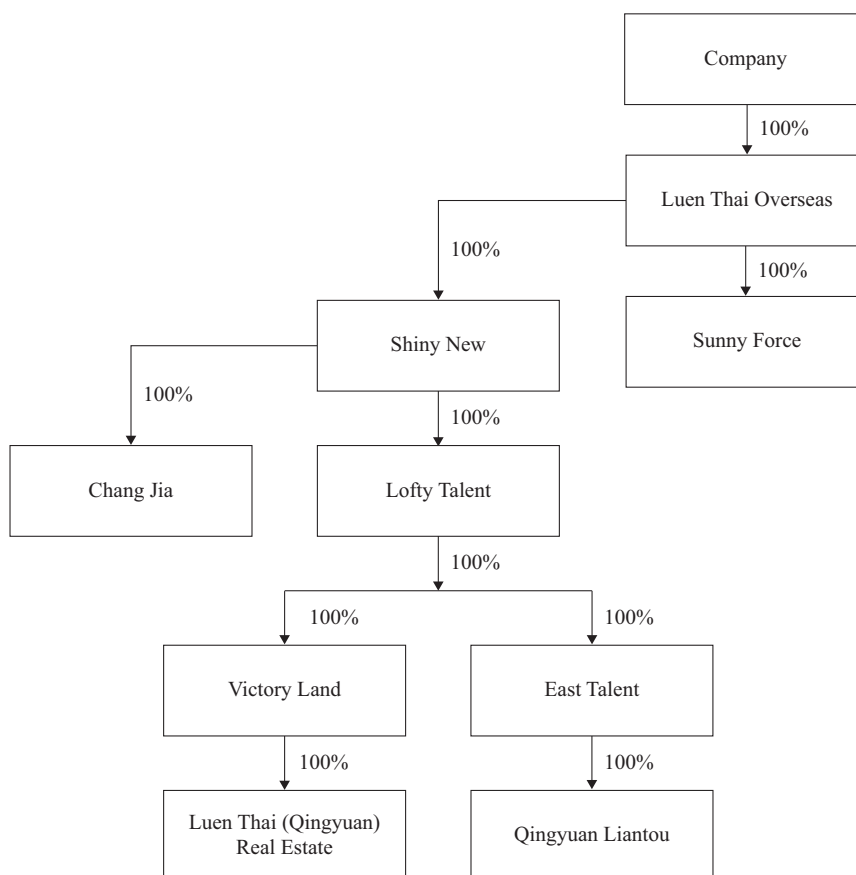 Company
100%
Luen Thai Overseas
100%
100%
Shiny New
Sunny Force
100%
100%
Chang Jia
Lofty Talent
100%
100%
100%
Victory Land
East Talent
100%
100%
Luen Thai (Qingyuan)
Real Estate
Qingyuan Liantou